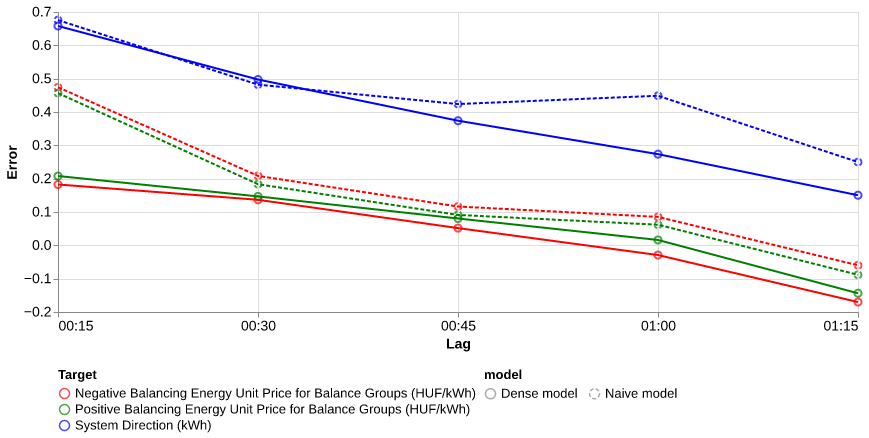 0.7
0.6
0.5
0.4
0.3
0.2
0.1
0.0
−0.1
−0.2
Error
00:15 00:30 00:45 01:00 01:15
Lag
Target
Negative Balancing Energy Unit Price for Balance Groups (HUF/kWh)
Positive Balancing Energy Unit Price for Balance Groups (HUF/kWh)
System Direction (kWh)
model
Dense model Naive model